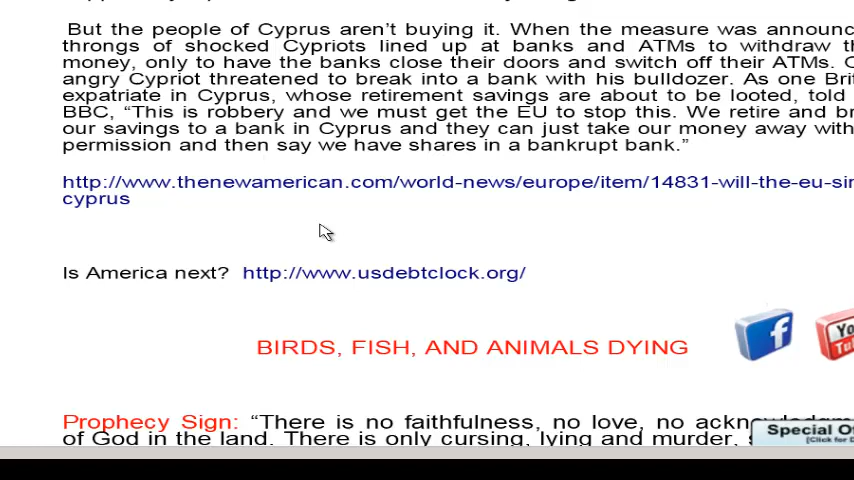 But the people of Cyprus aren't buying it. When the measure was
throngs of shocked Cypriots lined up at banks and ATMs to withdraw
money, only to have the banks close their doors and switch off their ATMs.
angry Cypriot threatened to break into a bank with his bulldozer. As one
expatriate in Cyprus, whose retirement savings are about to be looted, told
BBC, “This is robbery and we must get the EU to stop this. We retire and
our savings to a bank in Cyprus and they can just take our money away
permission and then say we have shares in a bankrupt bank.”
http://www.thenewamerican.com/world-news/europe/item/14831-will-the-eu-sin
cyprus
Is America next? http://www.usdebtclock.org/
BIRDS, FISH, AND ANIMALS DYING
f
Prophecy Sign: “There is no faithfulness, no love, no
of God in the land. There is only cursing, lying and murder,
Special
[Click for